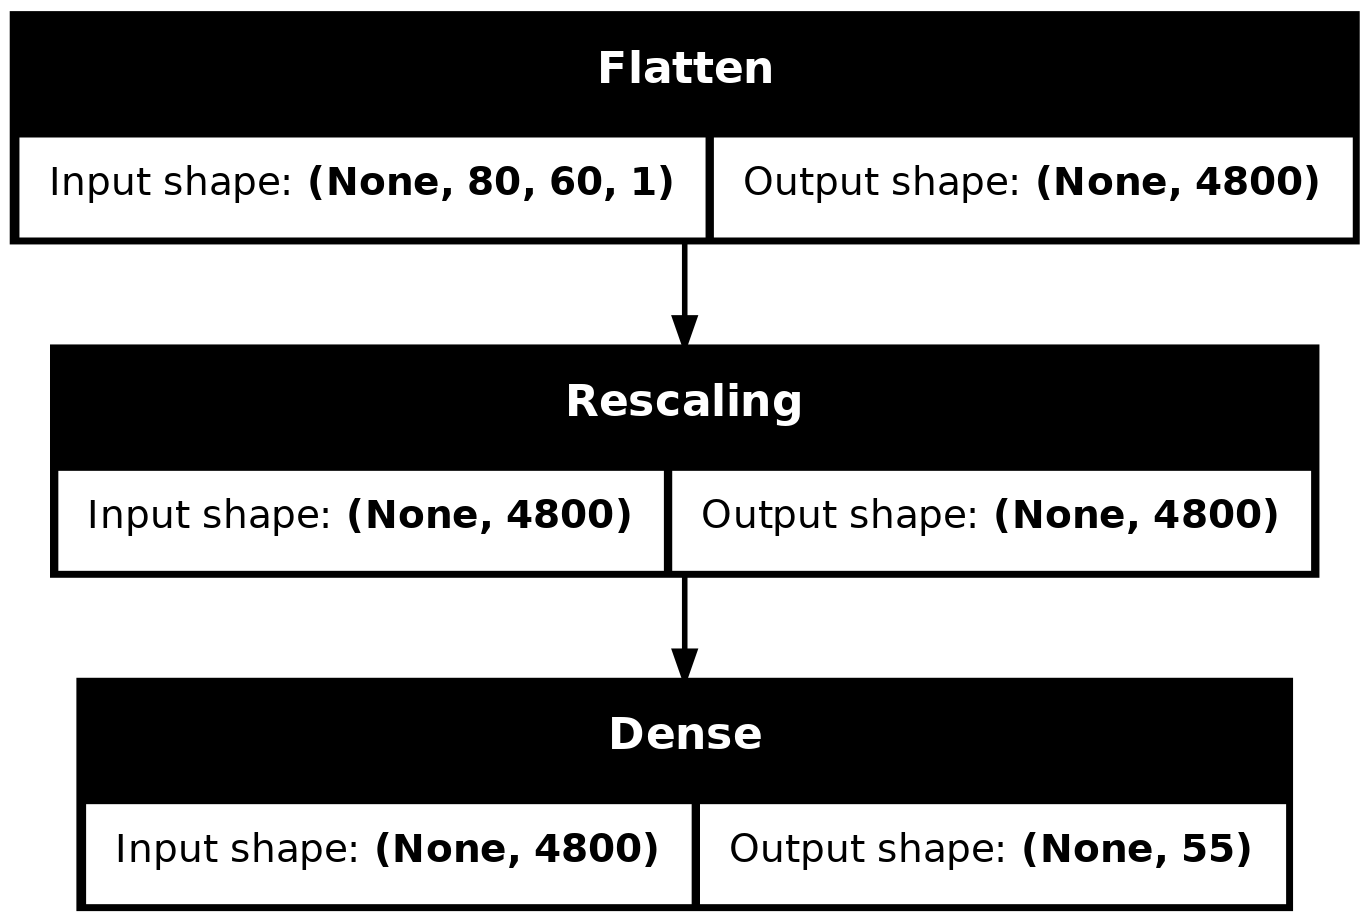 Flatten
Input shape: (None, 80, 60, 1) Output shape: (None, 4800)
Rescaling
Input shape: (None, 4800) Output shape: (None, 4800)
Dense
Input shape: (None, 4800) Output shape: (None, 55)